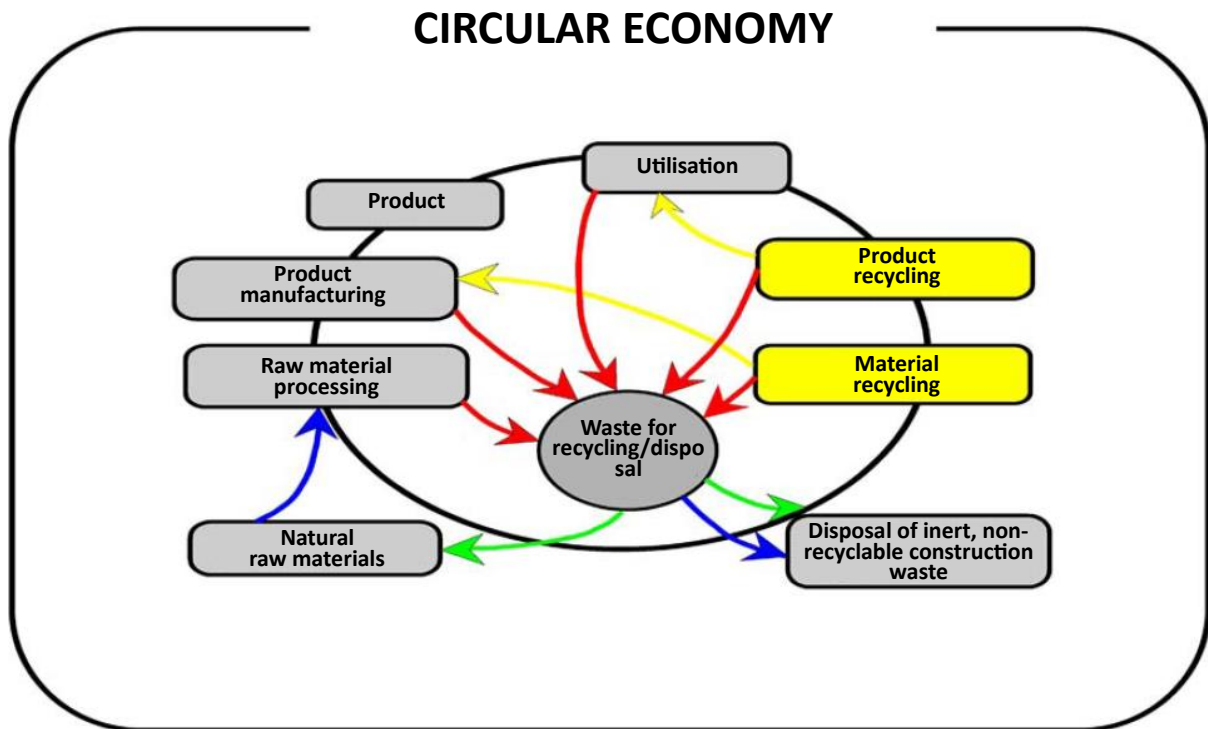 CIRCULAR ECONOMY
Utilisation
Product
Product
manufacturing
Product
recycling
Raw material
processing
Material
recycling
Waste for
recycling/dispo
sal
Natural
raw materials
Disposal of inert, non-
recyclable construction
waste